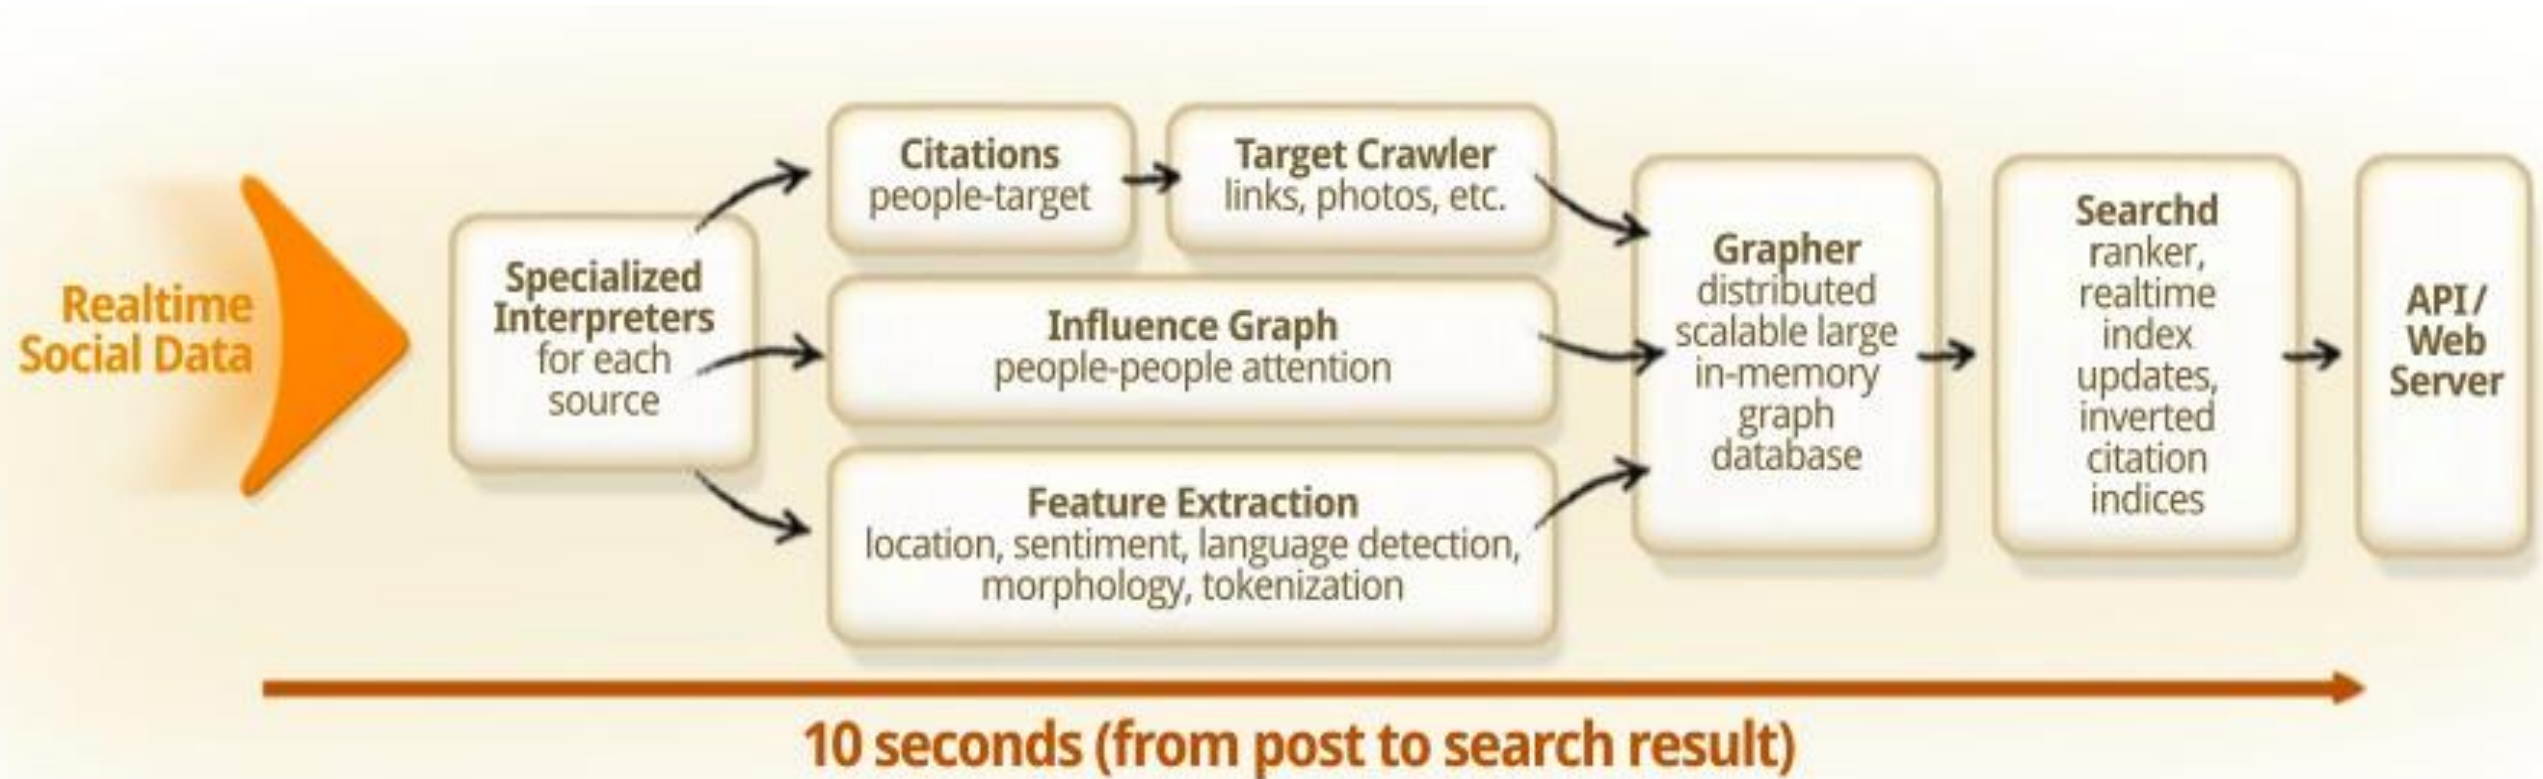 Realtime
Social Data
Specialized
Interpreters
for each
source
Citations
people-target
Target Crawler
links, photos, etc.
Influence Graph
people-people attention
Feature Extraction
location, sentiment, language detection,
morphology, tokenization
Grapher
distributed
scalable large
in-memory
graph
database
Searchd
ranker,
realtime
index
updates,
inverted
citation
indices
API /
Web
Server
10 seconds (from post to search result)